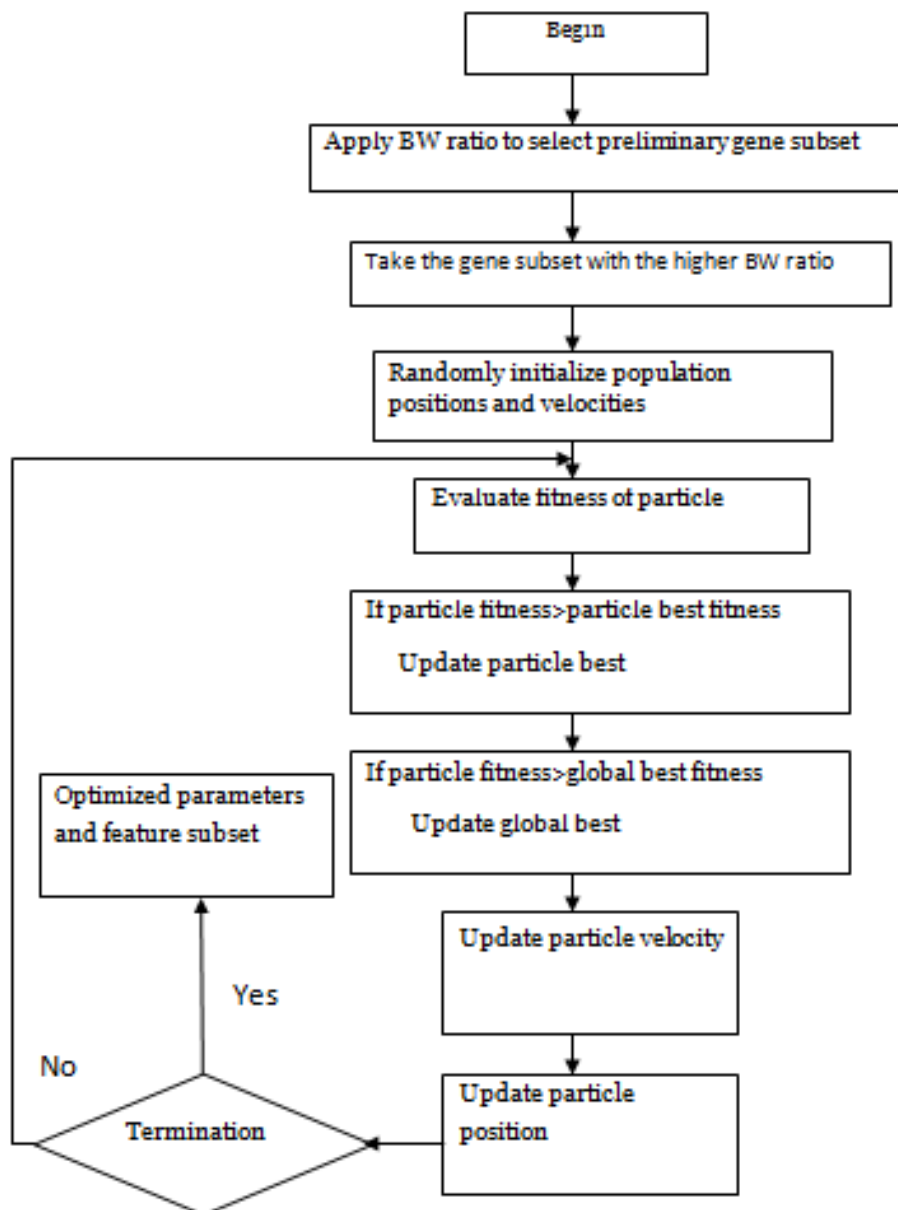 Begin
Apply BW ratio to select preliminary gene subset
Take the gene subset with the higher BW ratio
Randomly initialize population
positions and velocities
Evaluate fitness of particle
If particle fitness>particle best fitness
Update particle best
If particle fitness>global best fitness
Update global best
Optimized parameters
and feature subset
Update particle velocity
Yes
No
Update particle
position
Termination